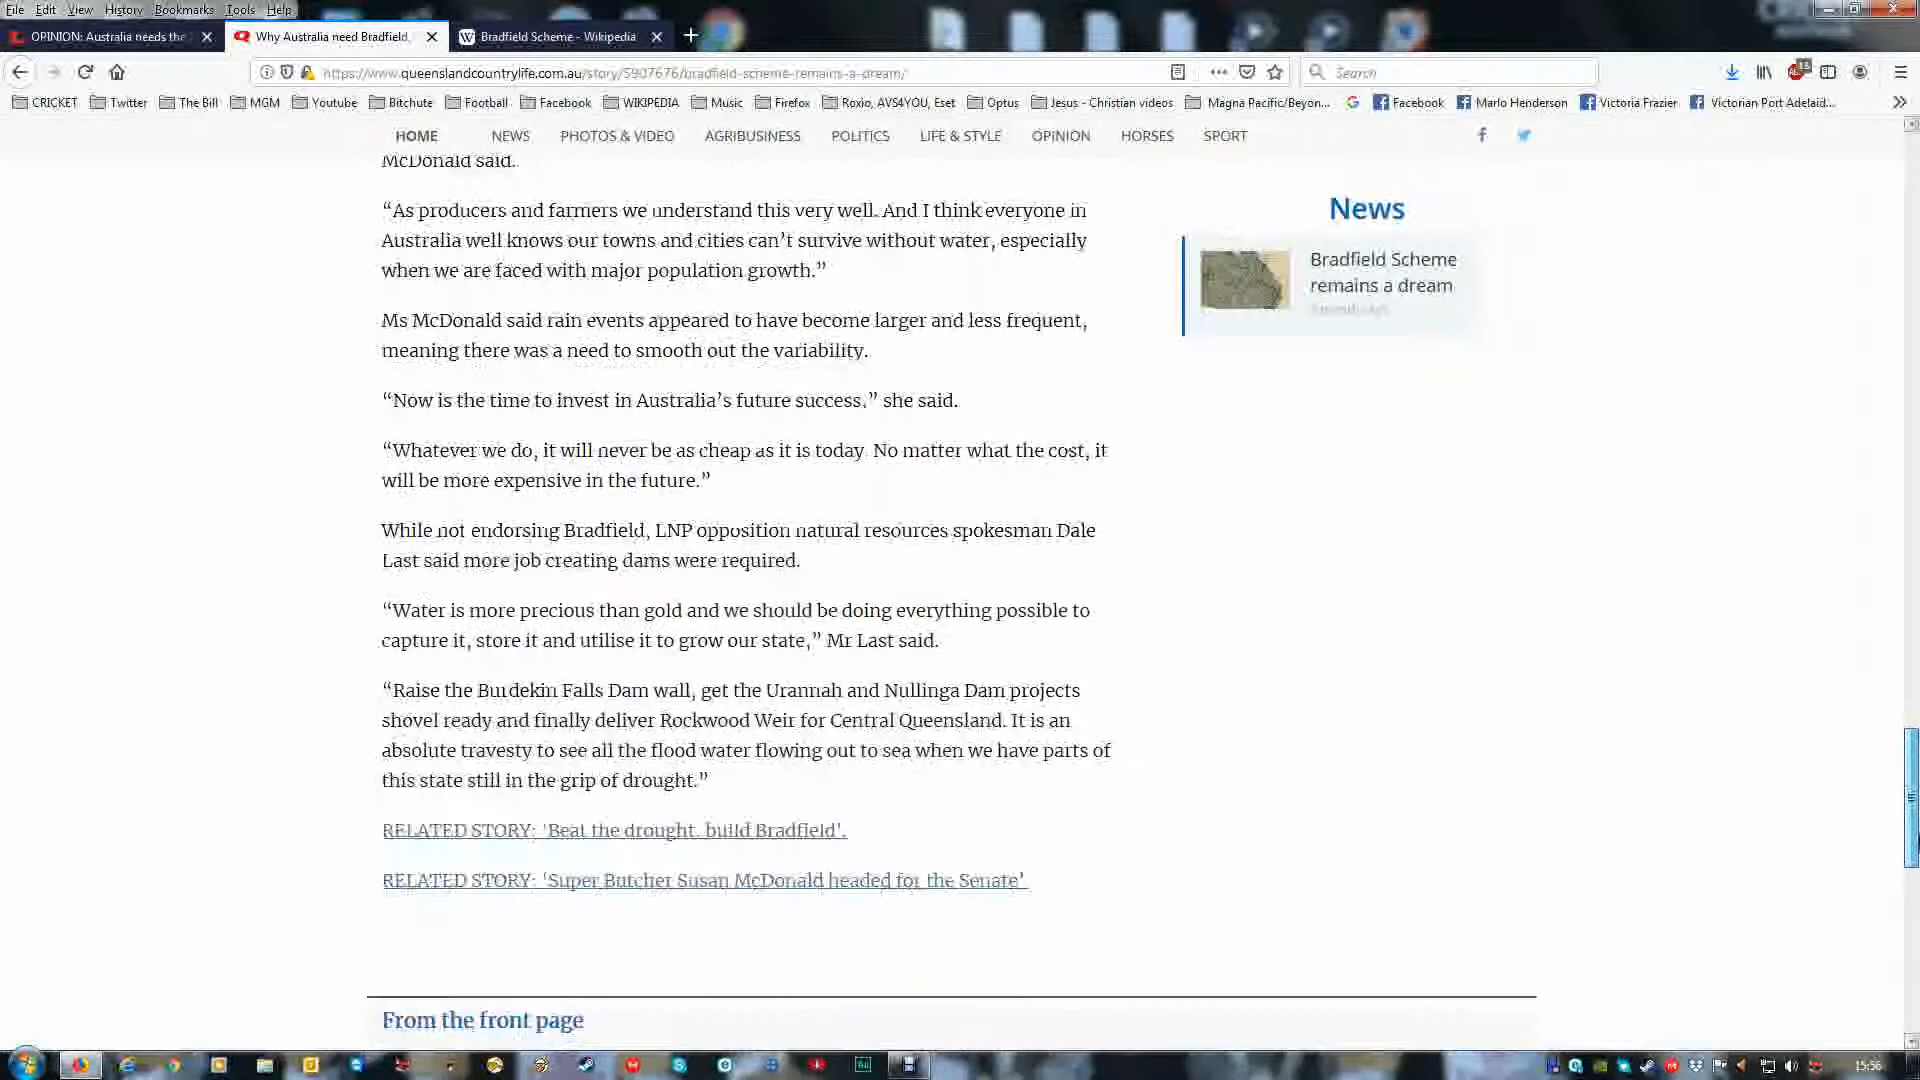 File Edit View History Bookmarks Tools Help
OPINION: Australia needs the
Why Australia need Bradfield,
Bradfield Scheme - Wikipedia
https://www.queenslandcountrylife.com.au/story/5907676/bradfield-scheme-remains-a-dream/
Search
CRICKET Twitter The Bill MGM Youtube Bitchute Football Facebook WIKIPEDIA Music Firefox Roxio, AVS4YOU, Eset Optus Jesus - Christian videos Magna Pacific/Beyon... Facebook Marlo Henderson Victoria Frazier Victorian Port Adelaid...
HOME NEWS PHOTOS & VIDEO AGRIBUSINESS POLITICS LIFE & STYLE OPINION HORSES SPORT
McDonald said.
“As producers and farmers we understand this very well. And I think everyone in
Australia well knows our towns and cities can’t survive without water, especially
when we are faced with major population growth.”
Ms McDonald said rain events appeared to have become larger and less frequent,
meaning there was a need to smooth out the variability.
“Now is the time to invest in Australia’s future success,” she said.
“Whatever we do, it will never be as cheap as it is today. No matter what the cost, it
will be more expensive in the future.”
While not endorsing Bradfield, LNP opposition natural resources spokesman Dale
Last said more job creating dams were required.
“Water is more precious than gold and we should be doing everything possible to
capture it, store it and utilise it to grow our state,” Mr Last said.
“Raise the Burdekin Falls Dam wall, get the Urannah and Nullinga Dam projects
shovel ready and finally deliver Rockwood Weir for Central Queensland. It is an
absolute travesty to see all the flood water flowing out to sea when we have parts of
this state still in the grip of drought.”
RELATED STORY: ‘Beat the drought, build Bradfield’.
RELATED STORY: ‘Super Butcher Susan McDonald headed for the Senate’.
From the front page
News
Bradfield Scheme
remains a dream
15:56